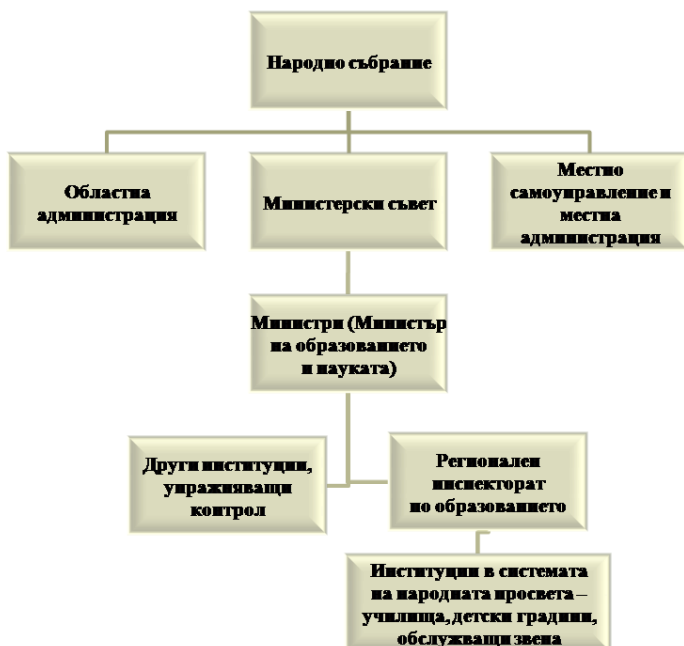 Народно събрание
Областна
администрация
Министерски съвет
Местно
самоуправление и
местна
администрация
Министри (Министър
на образованието
и науката)
Други институции,
упражняващи
контрол
Регионален
инспекторат
по образованието
Институции в системата
на народната просвета –
училища, детски градини,
обслужващи звена